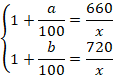 1 + a/100 = 660/x
1 + b/100 = 720/x